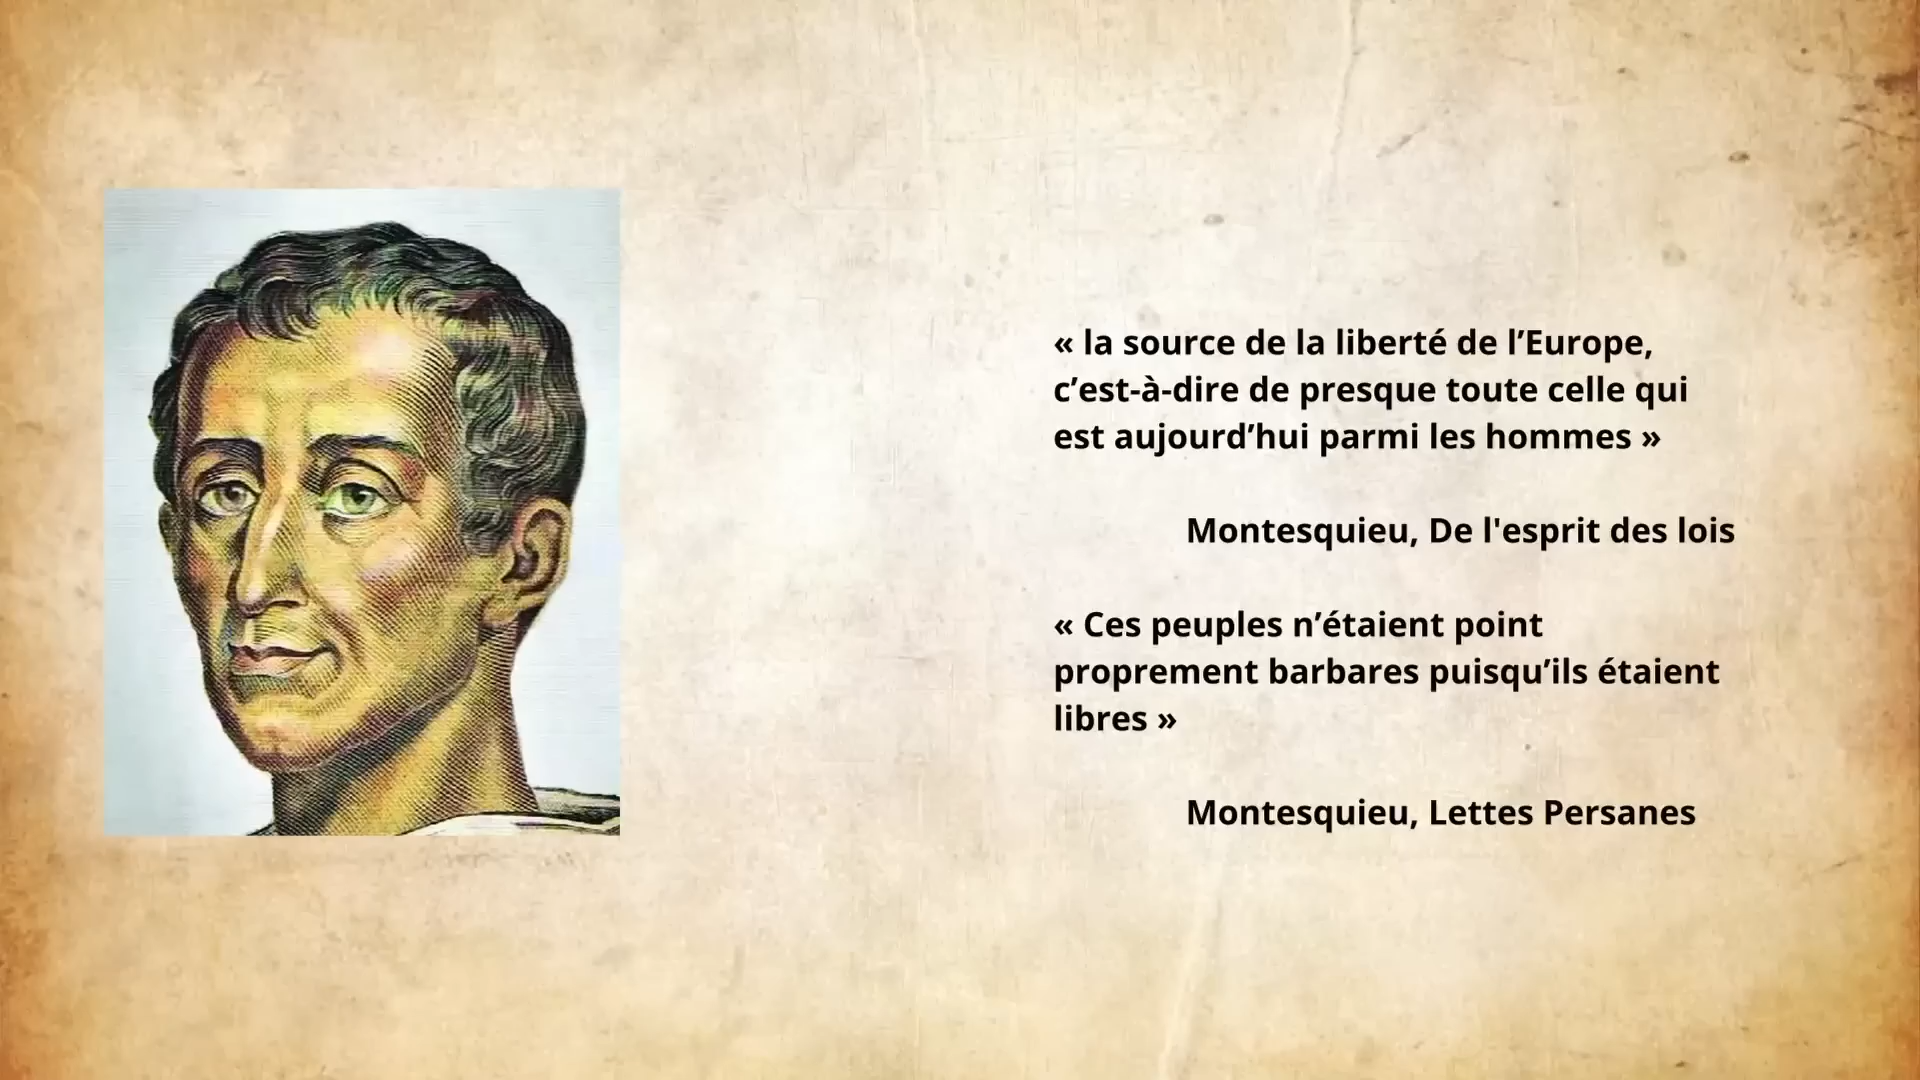 « la source de la liberté de l’Europe,
c’est-à-dire de presque toute celle qui
est aujourd’hui parmi les hommes »
Montesquieu, De l'esprit des lois
« Ces peuples n’étaient point
proprement barbares puisqu’ils étaient
libres »
Montesquieu, Lettes Persanes